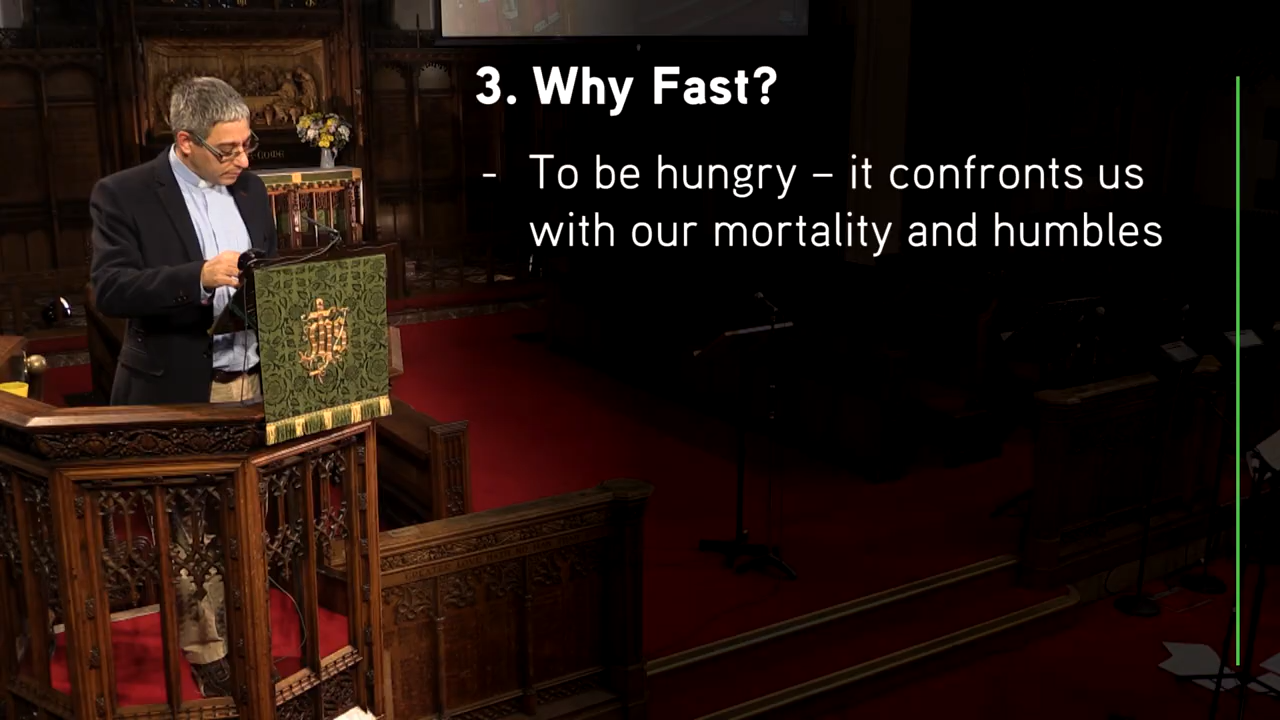 3. Why Fast?
- To be hungry – it confronts us
with our mortality and humbles